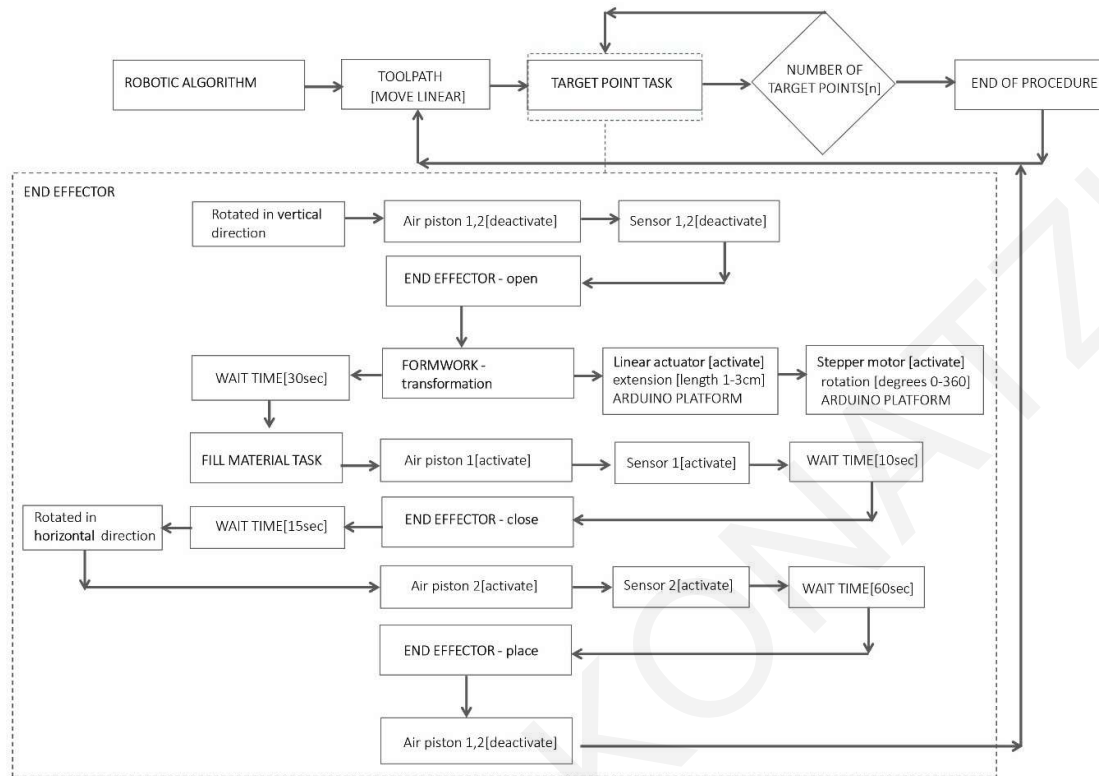 ROBOTIC ALGORITHM
TOOLPATH
[MOVE LINEAR]
TARGET POINT TASK
NUMBER OF
TARGET POINTS[n]
END OF PROCEDURE
END EFFECTOR
Rotated in vertical
direction
Air piston 1,2[deactivate]
Sensor 1,2[deactivate]
END EFFECTOR - open
WAIT TIME[30sec]
FORMWORK -
transformation
Linear actuator [activate]
extension [length 1-3cm]
ARDUINO PLATFORM
Stepper motor [activate]
rotation [degrees 0-360]
ARDUINO PLATFORM
FILL MATERIAL TASK
Air piston 1[activate]
Sensor 1[activate]
WAIT TIME[10sec]
Rotated in
horizontal direction
WAIT TIME[15sec]
END EFFECTOR - close
Air piston 2[activate]
Sensor 2[activate]
WAIT TIME[60sec]
END EFFECTOR - place
Air piston 1,2[deactivate]